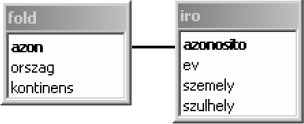 fold
azon
orszag
kontinens
iro
azonosito
ev
szemely
szulhely